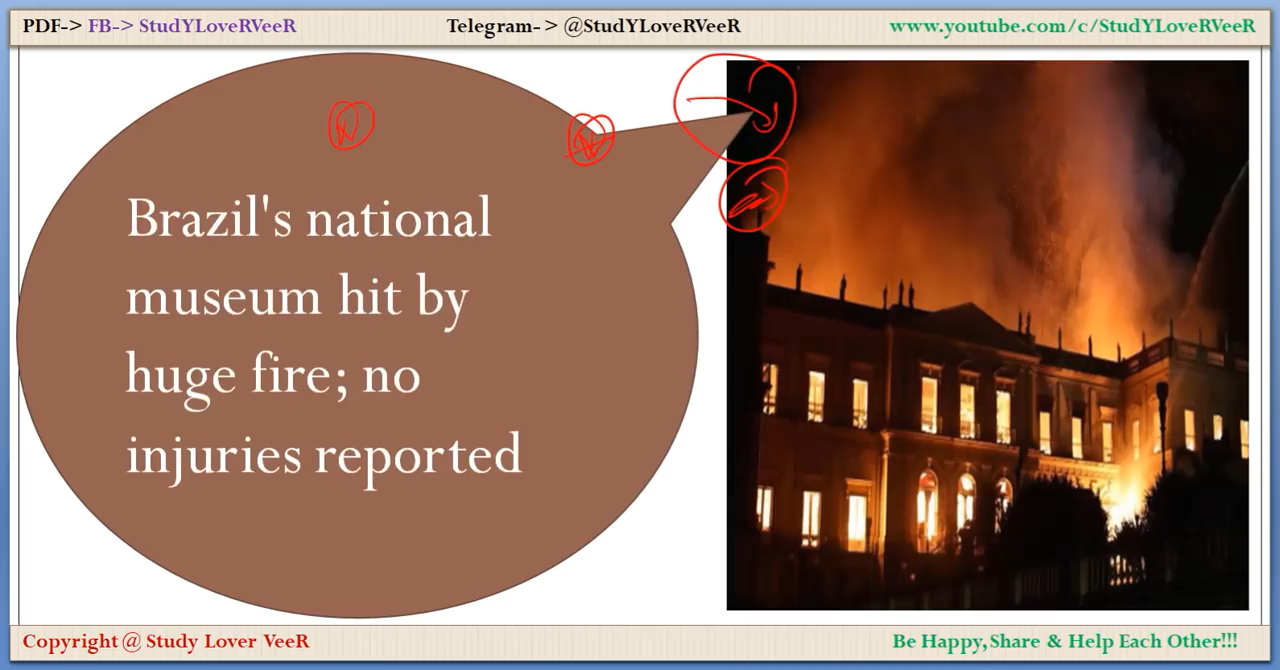 PDF-> FB-> StudYLoveRVeeR Telegram-> @StudYLoveRVeeR www.youtube.com/c/StudYLoveRVeeR
Brazil's national
museum hit by
huge fire; no
injuries reported
Copyright @ Study Lover VeeR Be Happy,Share & Help Each Other!!!